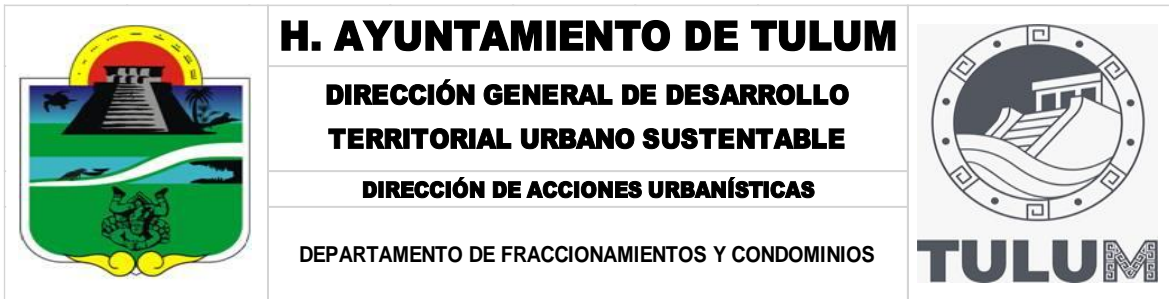 H. AYUNTAMIENTO DE TULUM
DIRECCIÓN GENERAL DE DESARROLLO
TERRITORIAL URBANO SUSTENTABLE
DIRECCIÓN DE ACCIONES URBANÍSTICAS
DEPARTAMENTO DE FRACCIONAMIENTOS Y CONDOMINIOS
TULUM